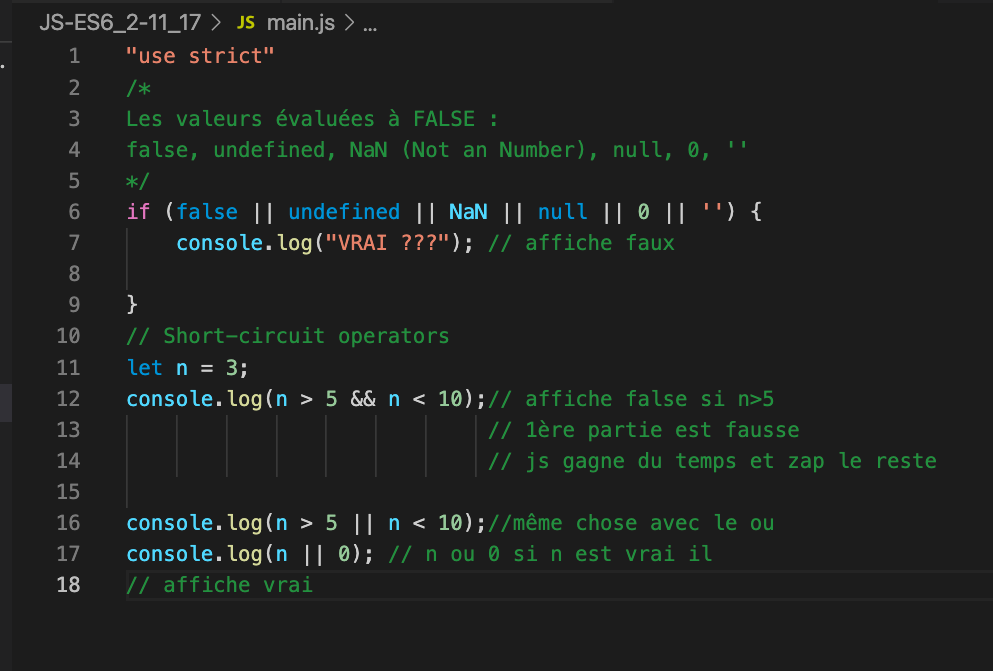 JS-ES6_2-11_17 > JS main.js > ...
1 "use strict"
2 /*
3 Les valeurs évaluées à FALSE :
4 false, undefined, NaN (Not an Number), null, 0, ''
5 */
6 if (false || undefined || NaN || null || 0 || '') {
7 console.log("VRAI ???"); // affiche faux
8
9 }
10 // Short-circuit operators
11 let n = 3;
12 console.log(n > 5 && n < 10);// affiche false si n>5
13 // 1ère partie est fausse
14 // js gagne du temps et zap le reste
15
16 console.log(n > 5 || n < 10);//même chose avec le ou
17 console.log(n || 0); // n ou 0 si n est vrai il
18 // affiche vrai